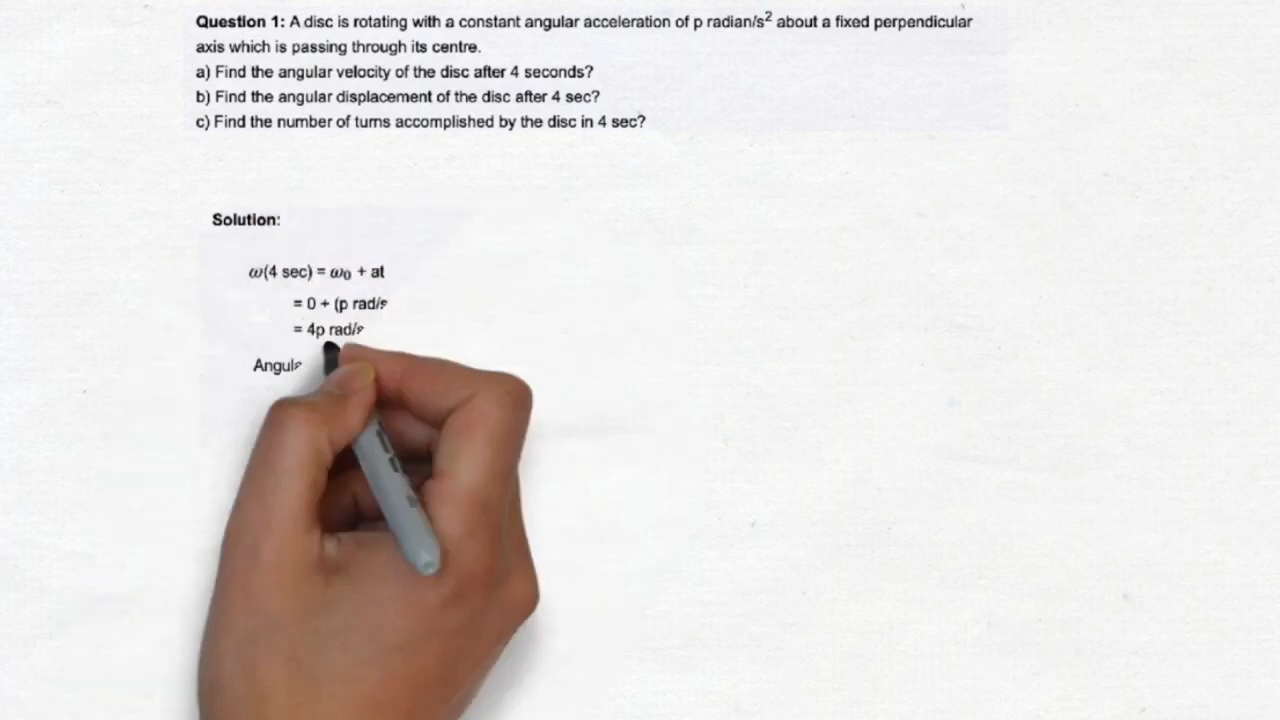 Question 1: A disc is rotating with a constant angular acceleration of p radian/s² about a fixed perpendicular
axis which is passing through its centre.
a) Find the angular velocity of the disc after 4 seconds?
b) Find the angular displacement of the disc after 4 sec?
c) Find the number of turns accomplished by the disc in 4 sec?
Solution:
ω(4 sec) = ω₀ + at
= 0 + (p rad/s
= 4p rad/s